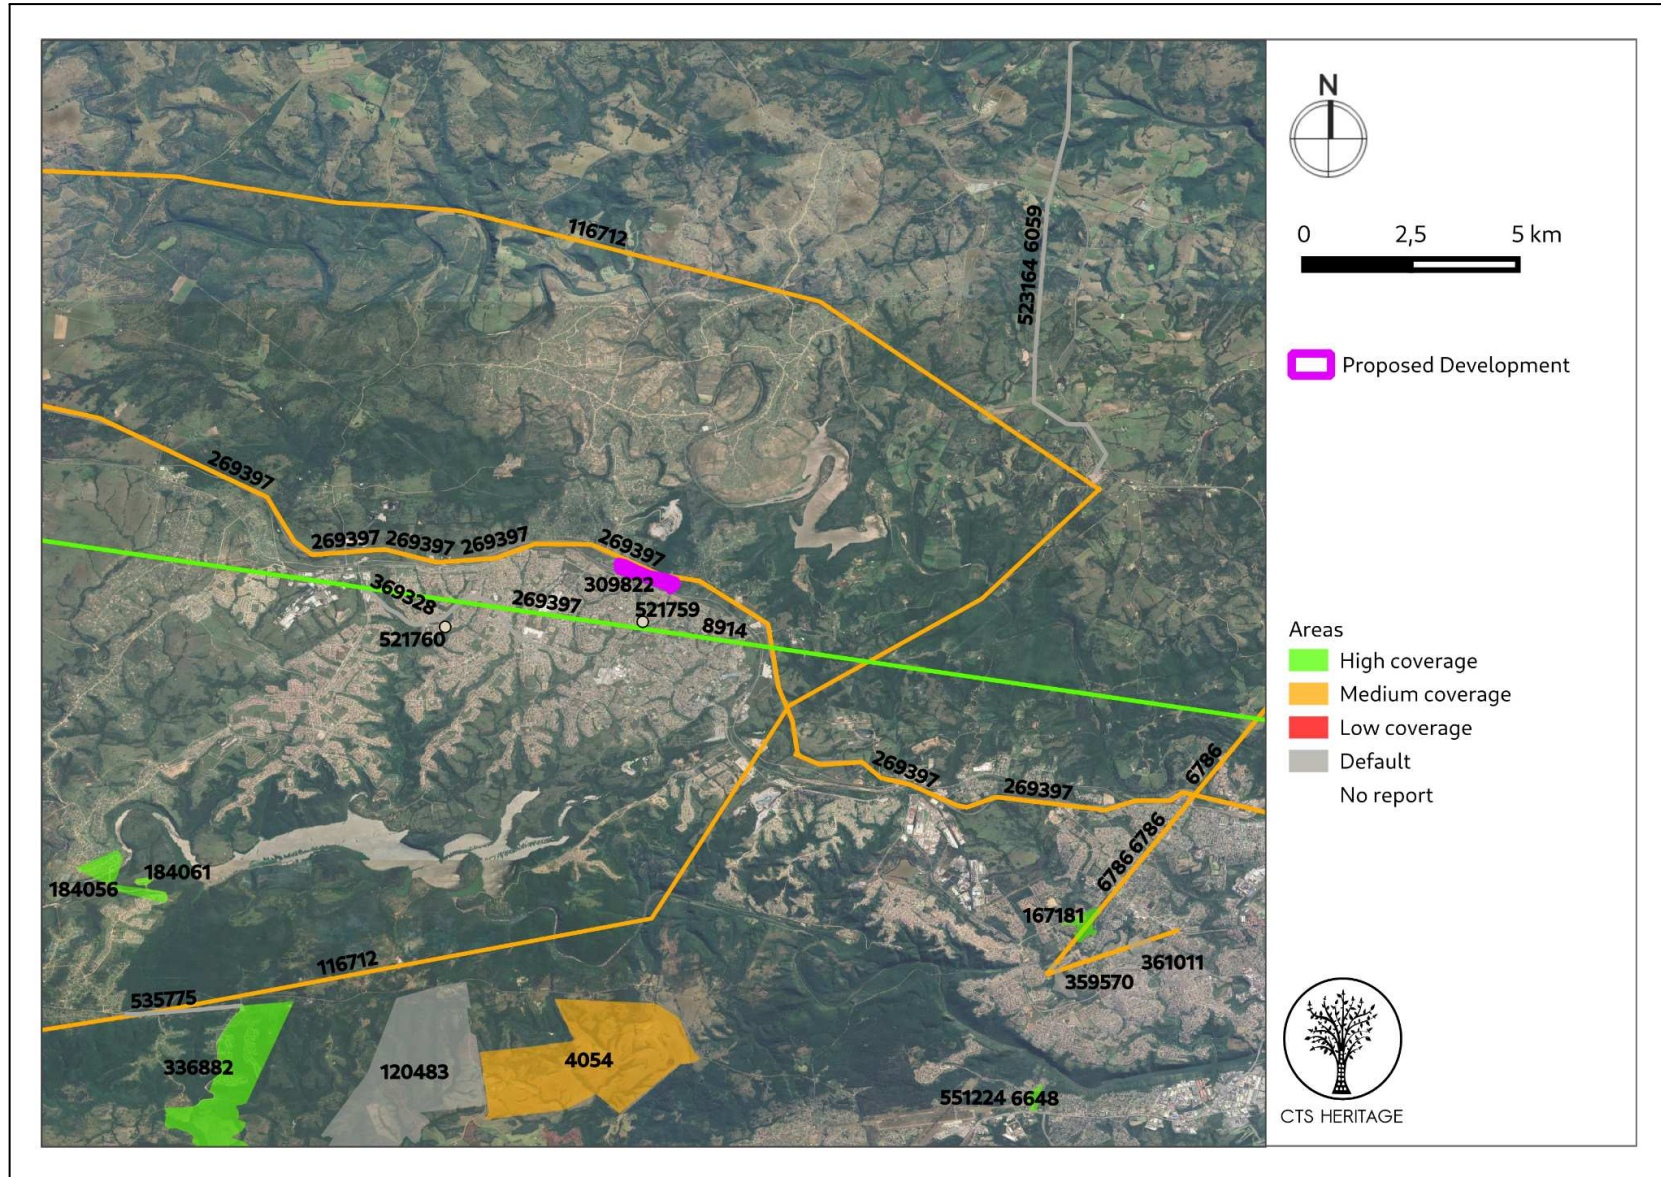 N
0 2,5 5 km
Proposed Development
Areas
High coverage
Medium coverage
Low coverage
Default
No report
CTS HERITAGE
116712
523164 6059
269397
269397
269397
269397
269397
309822
369328
269397
521759
8914
521760
269397
269397
6786
6786 6786
184061
184056
167181
361011
359570
116712
535775
336882
120483
4054
551224 6648